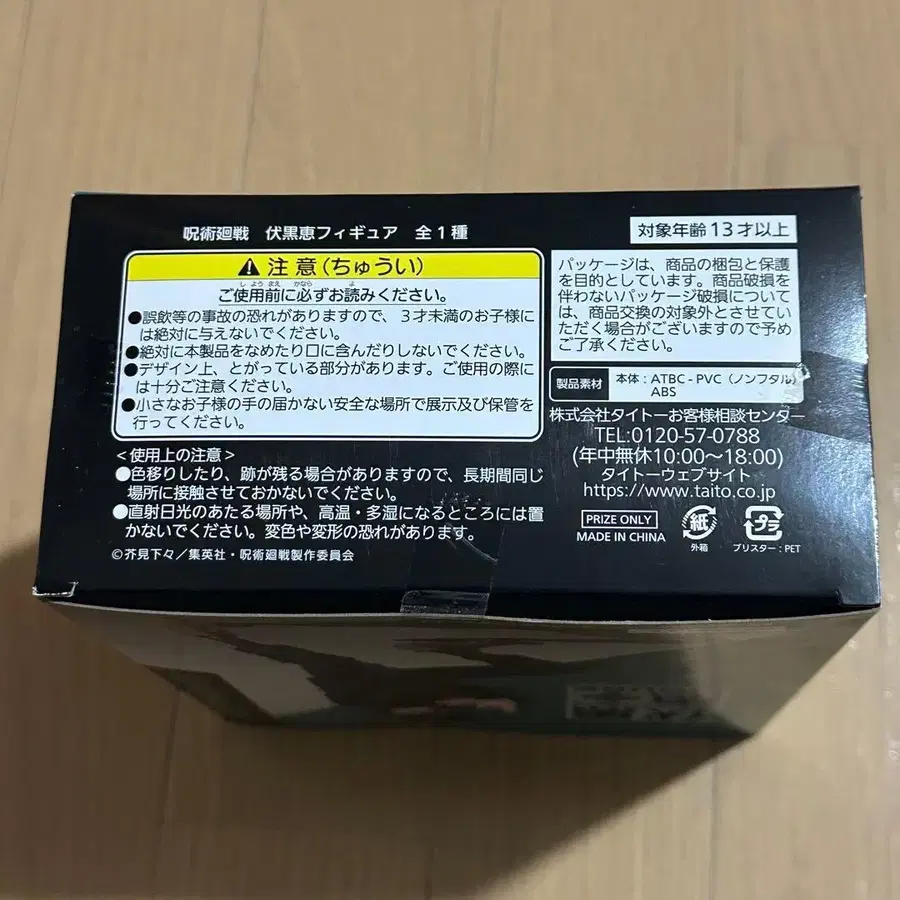 呪術廻戦 伏黒恵フィギュア 全1種
対象年齢13才以上
⚠注意(ちゅうい)
ご使用前に必ずお読みください。
しようまえ かなら よ
●誤飲等の事故の恐れがありますので、3才未満のお子様に
は絶対に与えないでください。
●絶対に本製品をなめたり口に含んだりしないでください。
●デザイン上、とがっている部分があります。ご使用の際に
は十分ご注意ください。
●小さなお子様の手の届かない安全な場所で展示及び保管を
行ってください。
<使用上の注意>
●色移りしたり、跡が残る場合がありますので、長期間同じ
場所に接触させておかないでください。
●直射日光のあたる場所や、高温・多湿になるところには置
かないでください。変色や変形の恐れがあります。
©芥見下々/集英社・呪術廻戦製作委員会
パッケージは、商品の梱包と保護
を目的としています。商品破損を
伴わないパッケージ破損について
は、商品交換の対象外とさせてい
ただく場合がございますので予め
ご了承ください。
製品素材
本体:ATBC-PVC(ノンフタル)
ABS
株式会社タイトーお客様相談センター
TEL:0120-57-0788
(年中無休10:00~18:00)
タイトーウェブサイト
https://www.taito.co.jp
PRIZE ONLY
MADE IN CHINA
紙
外箱
プラ
ブリスター:PET